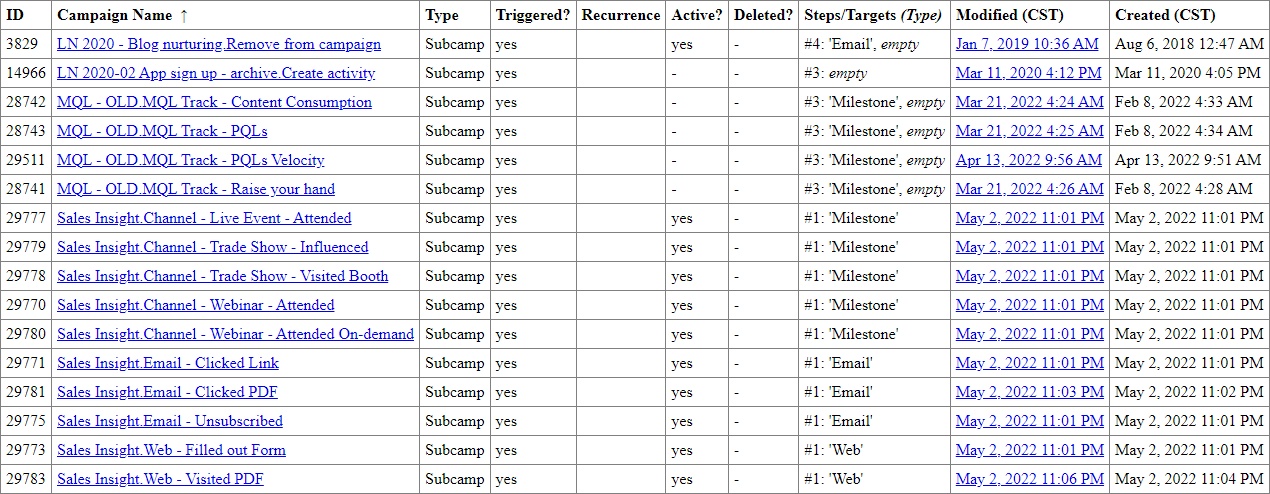 ID Campaign Name ↑ Type Triggered? Recurrence Active? Deleted? Steps/Targets (Type) Modified (CST) Created (CST)
3829 LN 2020 - Blog nurturing.Remove from campaign Subcamp yes yes - #4: 'Email', empty Jan 7, 2019 10:36 AM Aug 6, 2018 12:47 AM
14966 LN 2020-02 App sign up - archive.Create activity Subcamp yes - - #3: empty Mar 11, 2020 4:12 PM Mar 11, 2020 4:05 PM
28742 MQL - OLD.MQL Track - Content Consumption Subcamp yes - - #3: 'Milestone', empty Mar 21, 2022 4:24 AM Feb 8, 2022 4:33 AM
28743 MQL - OLD.MQL Track - PQLs Subcamp yes - - #3: 'Milestone', empty Mar 21, 2022 4:25 AM Feb 8, 2022 4:34 AM
29511 MQL - OLD.MQL Track - PQLs Velocity Subcamp yes - - #3: 'Milestone', empty Apr 13, 2022 9:56 AM Apr 13, 2022 9:51 AM
28741 MQL - OLD.MQL Track - Raise your hand Subcamp yes - - #3: 'Milestone', empty Mar 21, 2022 4:26 AM Feb 8, 2022 4:28 AM
29777 Sales Insight.Channel - Live Event - Attended Subcamp yes yes - #1: 'Milestone' May 2, 2022 11:01 PM May 2, 2022 11:01 PM
29779 Sales Insight.Channel - Trade Show - Influenced Subcamp yes yes - #1: 'Milestone' May 2, 2022 11:01 PM May 2, 2022 11:01 PM
29778 Sales Insight.Channel - Trade Show - Visited Booth Subcamp yes yes - #1: 'Milestone' May 2, 2022 11:01 PM May 2, 2022 11:01 PM
29770 Sales Insight.Channel - Webinar - Attended Subcamp yes yes - #1: 'Milestone' May 2, 2022 11:01 PM May 2, 2022 11:01 PM
29780 Sales Insight.Channel - Webinar - Attended On-demand Subcamp yes yes - #1: 'Milestone' May 2, 2022 11:01 PM May 2, 2022 11:01 PM
29771 Sales Insight.Email - Clicked Link Subcamp yes yes - #1: 'Email' May 2, 2022 11:01 PM May 2, 2022 11:01 PM
29781 Sales Insight.Email - Clicked PDF Subcamp yes yes - #1: 'Email' May 2, 2022 11:03 PM May 2, 2022 11:02 PM
29775 Sales Insight.Email - Unsubscribed Subcamp yes yes - #1: 'Email' May 2, 2022 11:01 PM May 2, 2022 11:01 PM
29773 Sales Insight.Web - Filled out Form Subcamp yes yes - #1: 'Web' May 2, 2022 11:01 PM May 2, 2022 11:01 PM
29783 Sales Insight.Web - Visited PDF Subcamp yes yes - #1: 'Web' May 2, 2022 11:06 PM May 2, 2022 11:04 PM